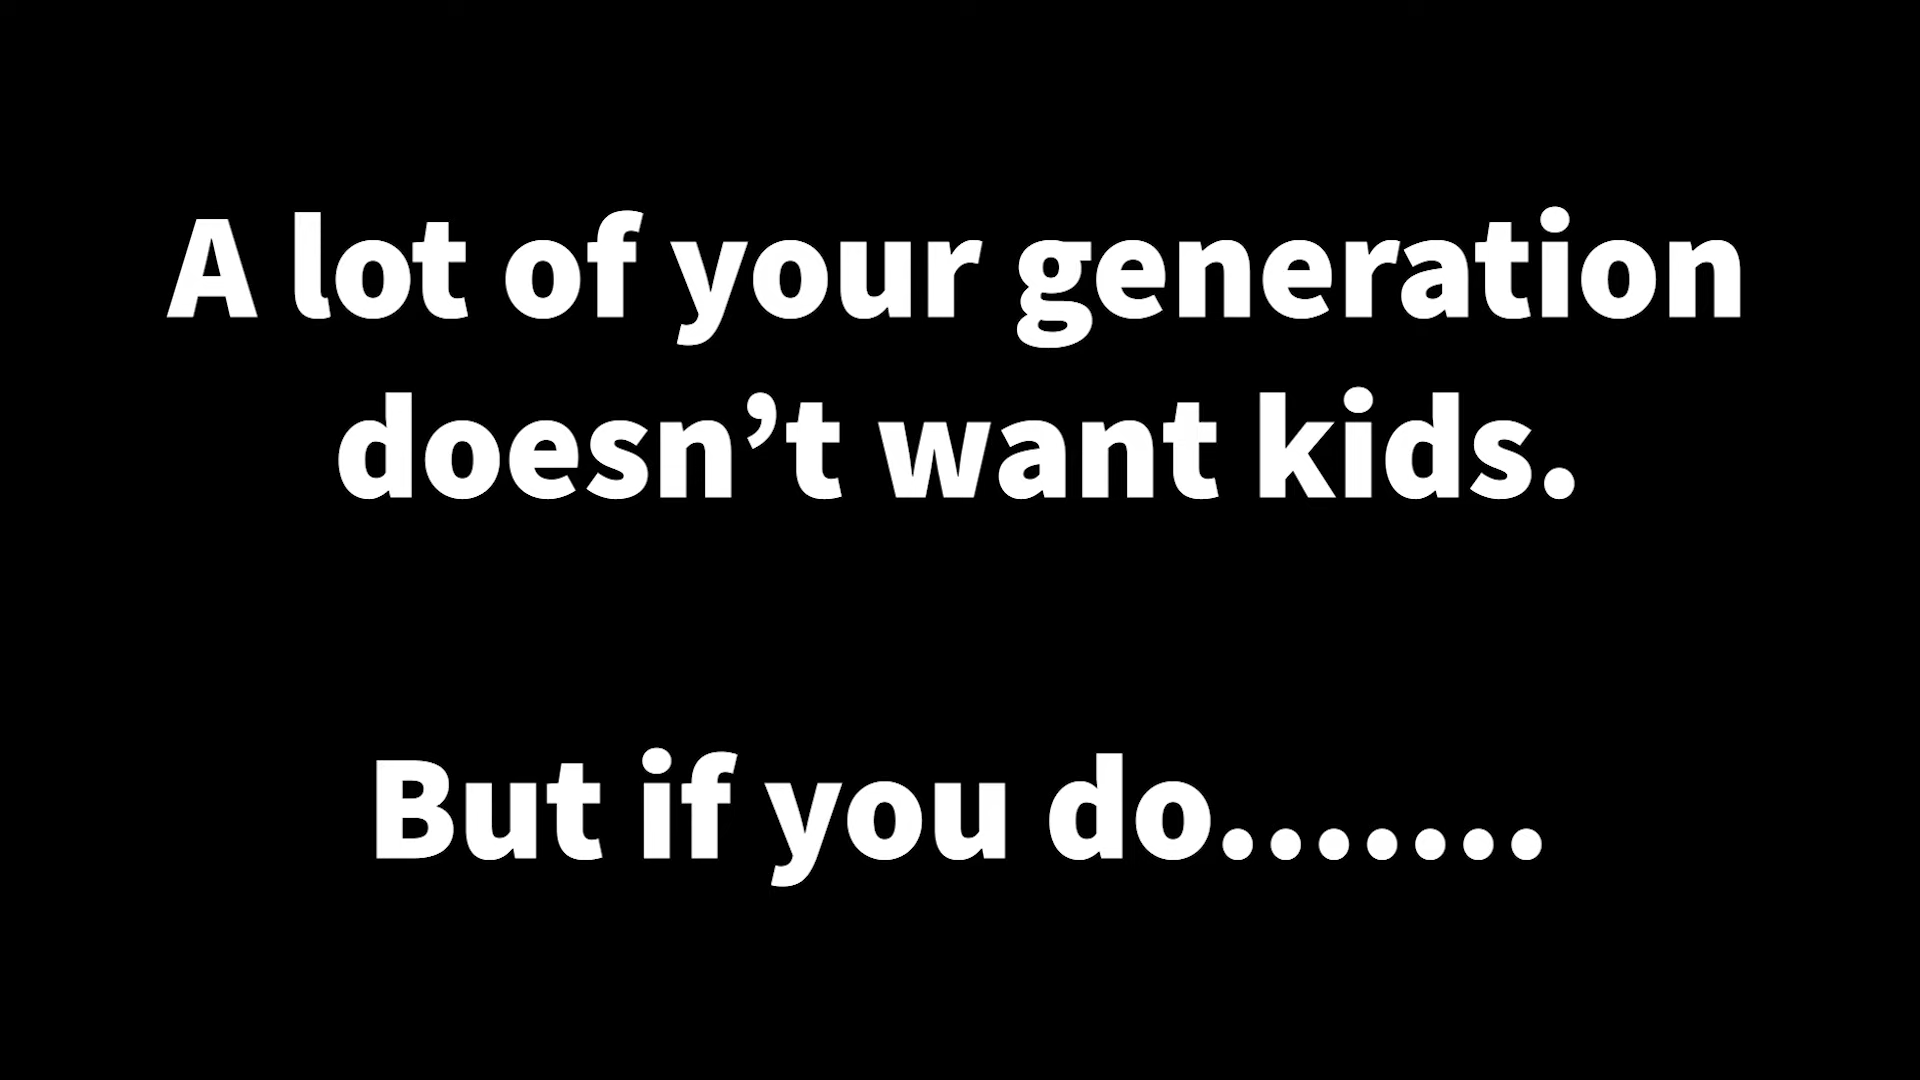 A lot of your generation
doesn’t want kids.
But if you do.......